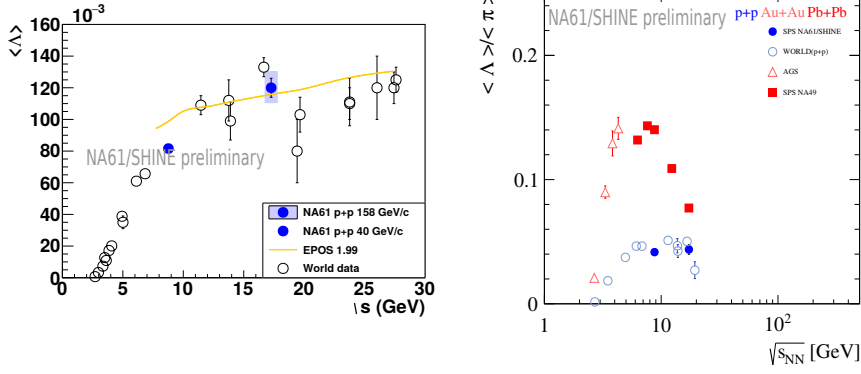 ×10⁻³
<Λ>
160
140
120
100
80
60
40
20
0
NA61/SHINE preliminary
NA61 p+p 158 GeV/c
NA61 p+p 40 GeV/c
EPOS 1.99
World data
0 5 10 15 20 25 30
√s (GeV)
< Λ >/< π >
NA61/SHINE preliminary
p+p Au+Au Pb+Pb
SPS NA61/SHINE
WORLD(p+p)
AGS
SPS NA49
0.2
0.1
0
1 10 10²
√sNN [GeV]